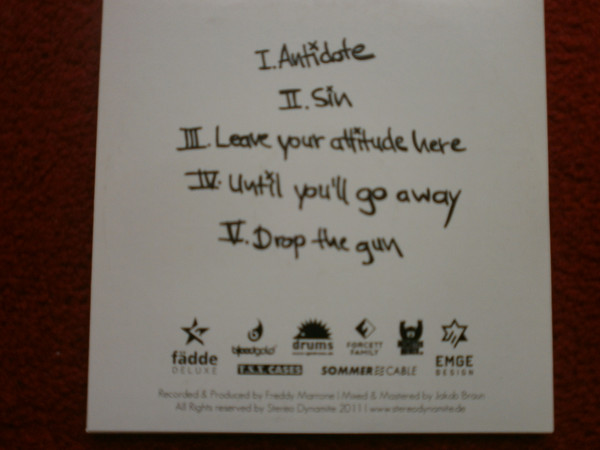 I. Antidote
II. Sin
III. Leave your attitude here
IV. Until you'll go away
V. Drop the gun
fädde
DELUXE
bleedgold
drums
FORCETT
FAMILY
EMGE
DESIGN
T.S.T. CASES
SOMMER CABLE
Recorded & Produced by Freddy Marrone | Mixed & Mastered by Jakob Braun
All Rights reserved by Stereo Dynamite 2011 | www.stereodynamite.de